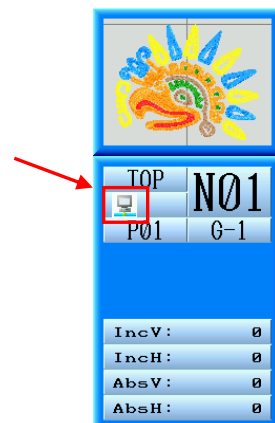 TOP N01
P01 G-1
IncV: 0
IncH: 0
AbsV: 0
AbsH: 0